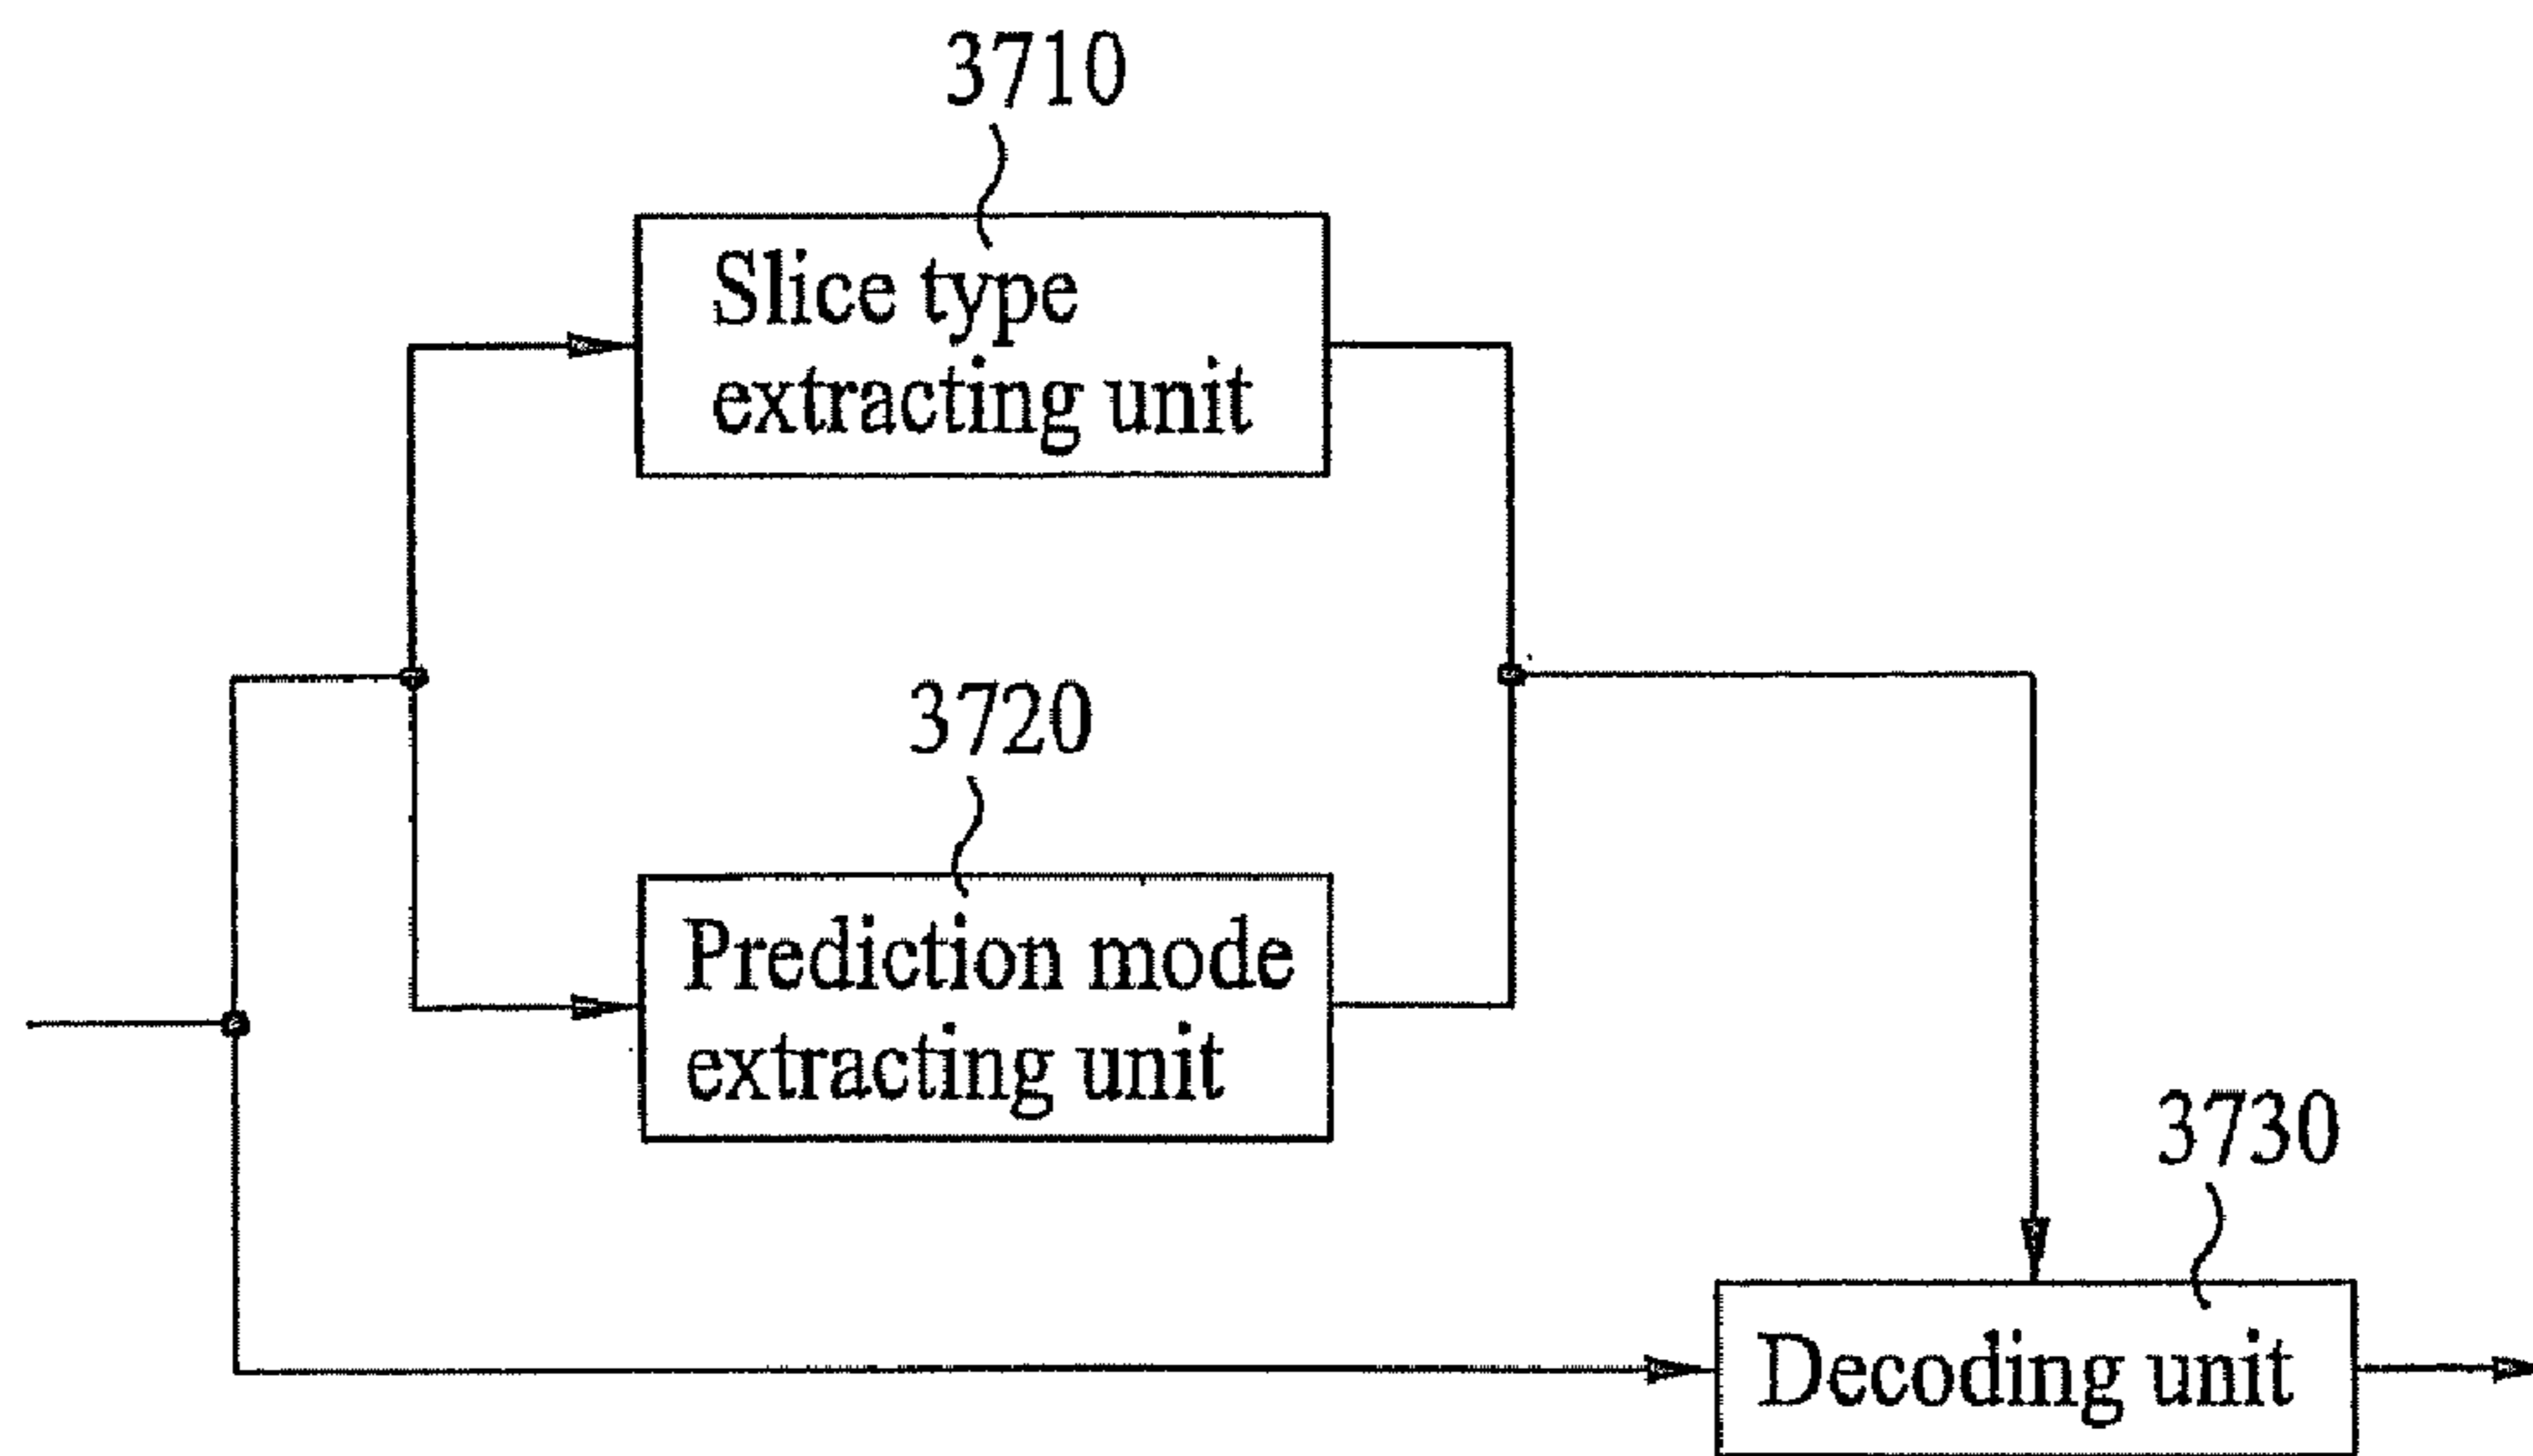 3710
Slice type
extracting unit
3720
Prediction mode
extracting unit
3730
Decoding unit